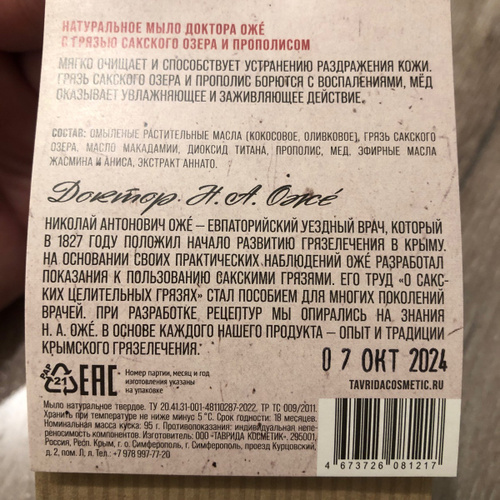 НАТУРАЛЬНОЕ МЫЛО ДОКТОРА ОЖЕ́
С ГРЯЗЬЮ САКСКОГО ОЗЕРА И ПРОПОЛИСОМ
МЯГКО ОЧИЩАЕТ И СПОСОБСТВУЕТ УСТРАНЕНИЮ РАЗДРАЖЕНИЯ КОЖИ.
ГРЯЗЬ САКСКОГО ОЗЕРА И ПРОПОЛИС БОРЮТСЯ С ВОСПАЛЕНИЯМИ, МЁД
ОКАЗЫВАЕТ УВЛАЖНЯЮЩЕЕ И ЗАЖИВЛЯЮЩЕЕ ДЕЙСТВИЕ.
СОСТАВ: ОМЫЛЕНЫЕ РАСТИТЕЛЬНЫЕ МАСЛА (КОКОСОВОЕ, ОЛИВКОВОЕ), ГРЯЗЬ САКСКОГО
ОЗЕРА, МАСЛО МАКАДАМИИ, ДИОКСИД ТИТАНА, ПРОПОЛИС, МЕД, ЭФИРНЫЕ МАСЛА
ЖАСМИНА И АНИСА, ЭКСТРАКТ АННАТО.
Доктор Н. А. Оже́
НИКОЛАЙ АНТОНОВИЧ ОЖЕ́ – ЕВПАТОРИЙСКИЙ УЕЗДНЫЙ ВРАЧ, КОТОРЫЙ
В 1827 ГОДУ ПОЛОЖИЛ НАЧАЛО РАЗВИТИЮ ГРЯЗЕЛЕЧЕНИЯ В КРЫМУ.
НА ОСНОВАНИИ СВОИХ ПРАКТИЧЕСКИХ НАБЛЮДЕНИЙ ОЖЕ́ РАЗРАБОТАЛ
ПОКАЗАНИЯ К ПОЛЬЗОВАНИЮ САКСКИМИ ГРЯЗЯМИ. ЕГО ТРУД «О САКС-
КИХ ЦЕЛИТЕЛЬНЫХ ГРЯЗЯХ» СТАЛ ПОСОБИЕМ ДЛЯ МНОГИХ ПОКОЛЕНИЙ
ВРАЧЕЙ. ПРИ РАЗРАБОТКЕ РЕЦЕПТУР МЫ ОПИРАЛИСЬ НА ЗНАНИЯ
Н. А. ОЖЕ́. В ОСНОВЕ КАЖДОГО НАШЕГО ПРОДУКТА – ОПЫТ И ТРАДИЦИИ
КРЫМСКОГО ГРЯЗЕЛЕЧЕНИЯ.
0 7 ОКТ 2024
TAVRIDACOSMETIC.RU
PAP
21
EAC
Номер партии, месяц и год
изготовления указаны
на упаковке
Мыло натуральное твердое. ТУ 20.41.31-001-48110287-2022. ТР ТС 009/2011.
Хранить при температуре не ниже минус 5 °С. Срок годности: 18 месяцев.
Номинальная масса куска: 95 г. Противопоказания: индивидуальная непе-
реносимость компонентов. Изготовитель: ООО «ТАВРИДА КОСМЕТИК», 295001,
Россия, Респ. Крым, г. о. Симферополь, г. Симферополь, проезд Курцовский,
д. 2, пом. Л. л. Тел.: +7 978 997-77-20
4 673726 081217